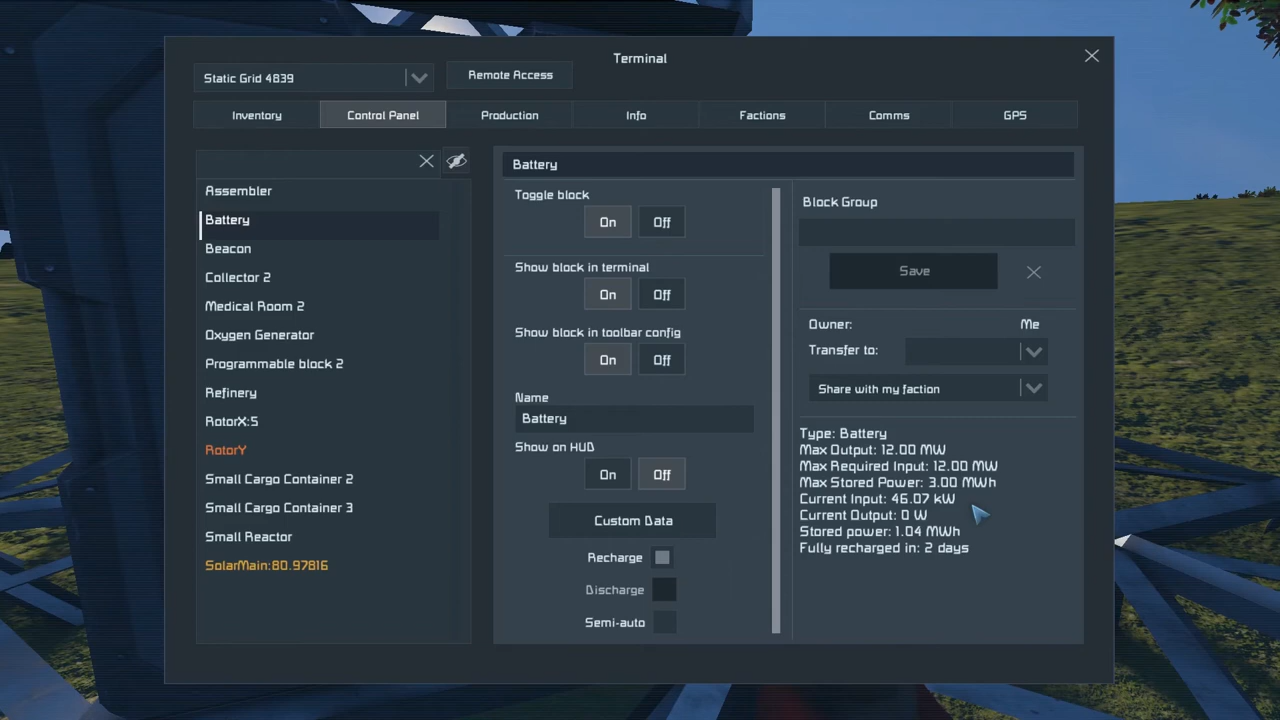 Terminal
Static Grid 4839
Remote Access
Inventory
Control Panel
Production
Info
Factions
Comms
GPS
Assembler
Battery
Beacon
Collector 2
Medical Room 2
Oxygen Generator
Programmable block 2
Refinery
RotorX:5
RotorY
Small Cargo Container 2
Small Cargo Container 3
Small Reactor
SolarMain:80.97816
Battery
Toggle block
On
Off
Show block in terminal
On
Off
Show block in toolbar config
On
Off
Name
Battery
Show on HUD
On
Off
Custom Data
Recharge
Discharge
Semi-auto
Block Group
Save
Owner:
Me
Transfer to:
Share with my faction
Type: Battery
Max Output: 12.00 MW
Max Required Input: 12.00 MW
Max Stored Power: 3.00 MWh
Current Input: 46.07 kW
Current Output: 0 W
Stored power: 1.04 MWh
Fully recharged in: 2 days